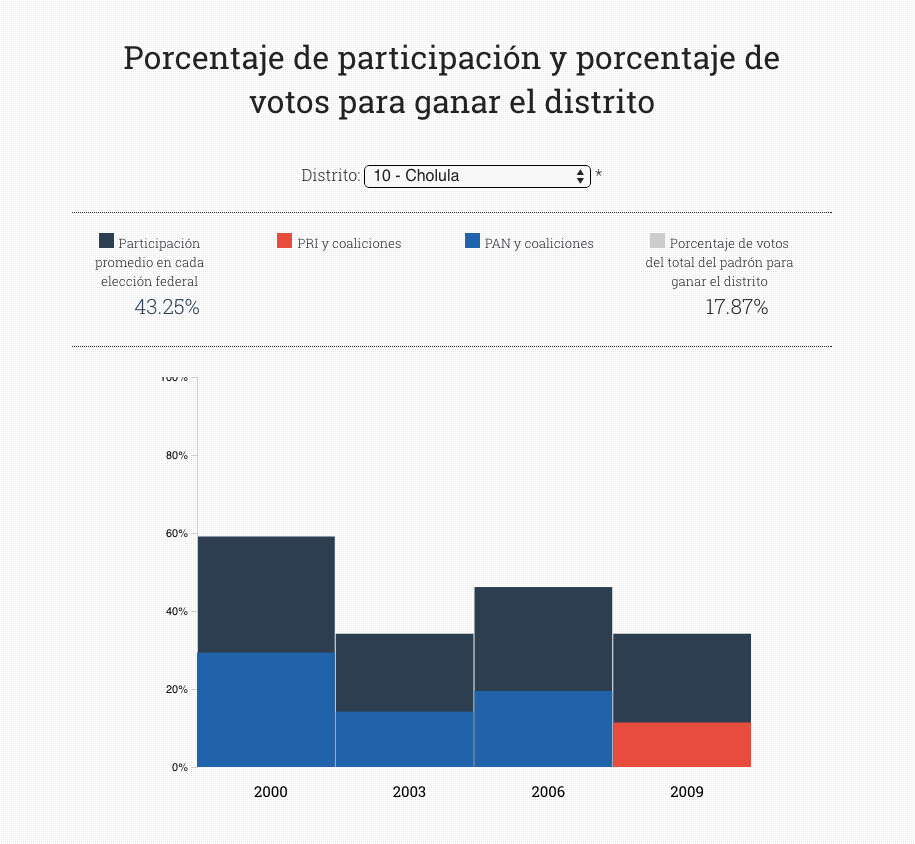 Porcentaje de participación y porcentaje de
votos para ganar el distrito
Distrito: 10 - Cholula *
Participación
promedio en cada
elección federal
43.25%
PRI y coaliciones
PAN y coaliciones
Porcentaje de votos
del total del padrón para
ganar el distrito
17.87%
100%
80%
60%
40%
20%
0%
2000 2003 2006 2009